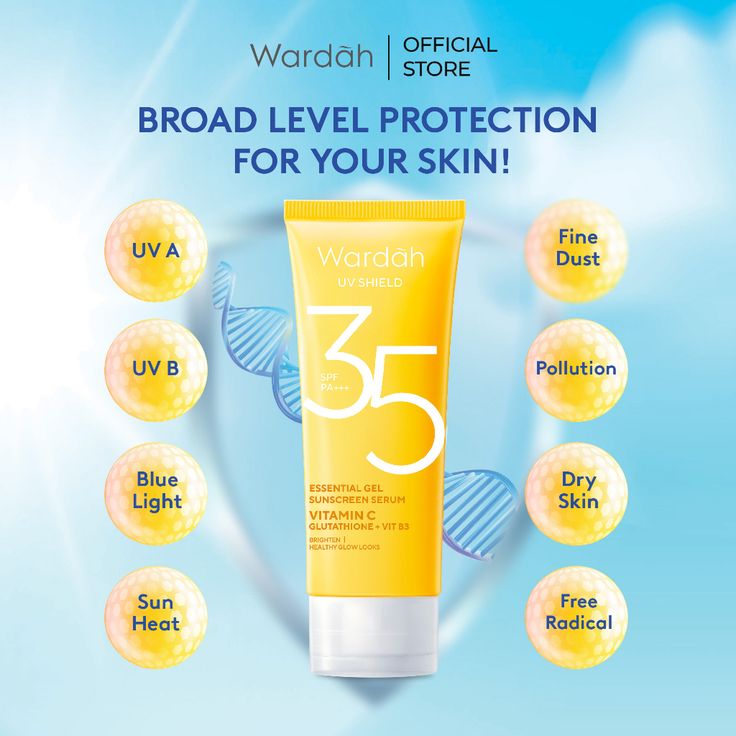 Wardãh
OFFICIAL
STORE
BROAD LEVEL PROTECTION
FOR YOUR SKIN!
UV A
UV B
Blue
Light
Sun
Heat
Wardãh
UV SHIELD
35
SPF
PA+++
ESSENTIAL GEL
SUNSCREEN SERUM
VITAMIN C
GLUTATHIONE + VIT B3
BRIGHTEN |
HEALTHY GLOW LOOKS
Fine
Dust
Pollution
Dry
Skin
Free
Radical